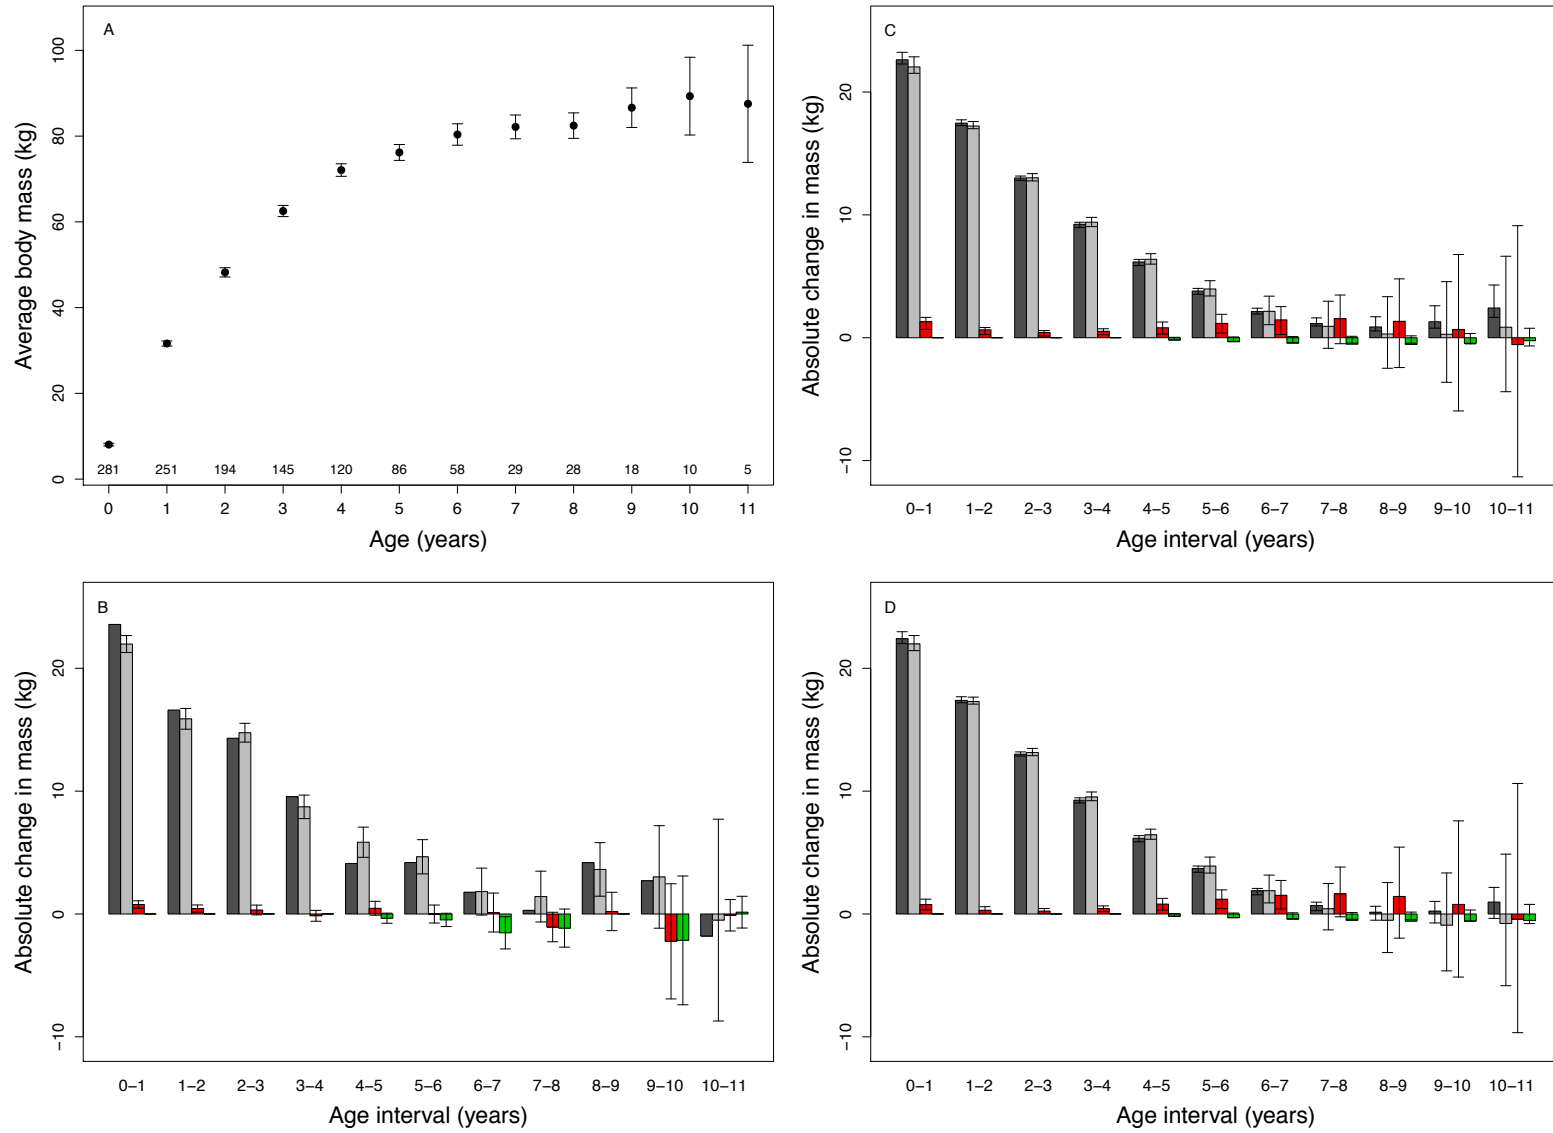 A
Average body mass (kg)
100
80
60
40
20
0
281 251 194 145 120 86 58 29 28 18 10 5
0 1 2 3 4 5 6 7 8 9 10 11
Age (years)
C
Absolute change in mass (kg)
20
10
0
−10
0−1 1−2 2−3 3−4 4−5 5−6 6−7 7−8 8−9 9−10 10−11
Age interval (years)
B
Absolute change in mass (kg)
20
10
0
−10
0−1 1−2 2−3 3−4 4−5 5−6 6−7 7−8 8−9 9−10 10−11
Age interval (years)
D
Absolute change in mass (kg)
20
10
0
−10
0−1 1−2 2−3 3−4 4−5 5−6 6−7 7−8 8−9 9−10 10−11
Age interval (years)